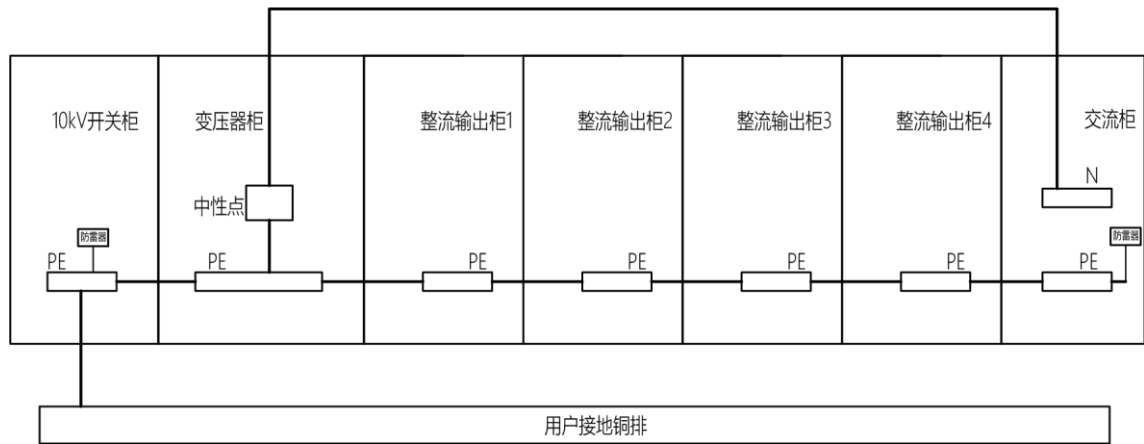 10kV开关柜
变压器柜
整流输出柜1
整流输出柜2
整流输出柜3
整流输出柜4
交流柜
N
中性点
防雷器
防雷器
PE
PE
PE
PE
PE
PE
PE
用户接地铜排